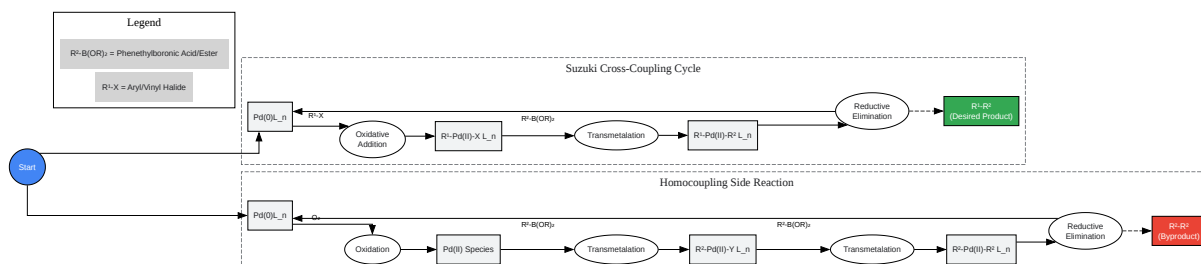 Legend
R²-B(OR)₂ = Phenethylboronic Acid/Ester
R¹-X = Aryl/Vinyl Halide
Suzuki Cross-Coupling Cycle
Pd(0)L_n
R¹-X
Oxidative
Addition
R¹-Pd(II)-X L_n
R²-B(OR)₂
Transmetalation
R¹-Pd(II)-R² L_n
Reductive
Elimination
R¹-R²
(Desired Product)
Start
Homocoupling Side Reaction
Pd(0)L_n
O₂
Oxidation
Pd(II) Species
R²-B(OR)₂
Transmetalation
R²-Pd(II)-Y L_n
R²-B(OR)₂
Transmetalation
R²-Pd(II)-R² L_n
Reductive
Elimination
R²-R²
(Byproduct)